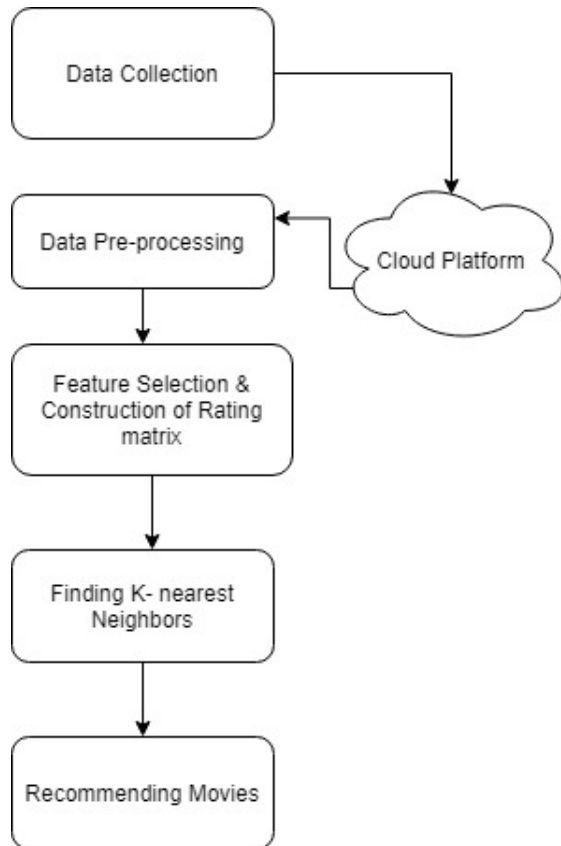 Data Collection
Cloud Platform
Data Pre-processing
Feature Selection &
Construction of Rating
matrix
Finding K- nearest
Neighbors
Recommending Movies